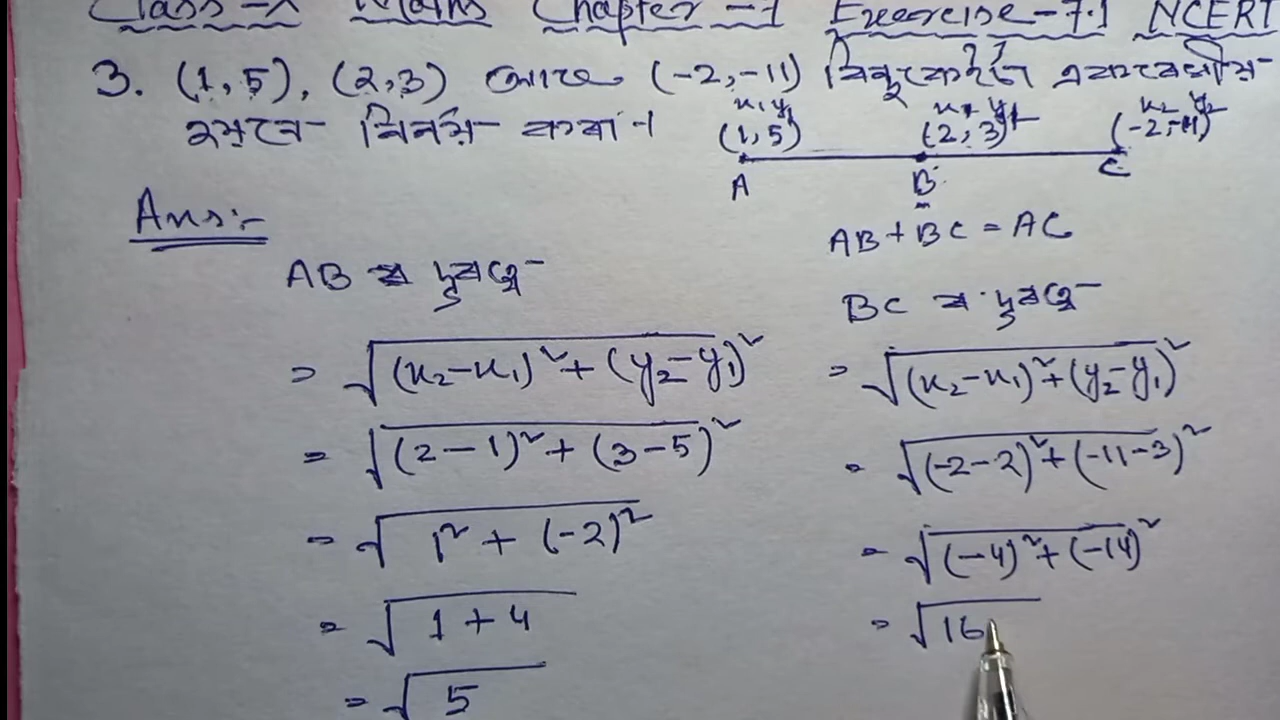 Class-X Maths Chapter-7 Exercise-7.1 NCERT
3. (1,5), (2,3) আৰু (-2,-11) বিন্দুকেইটা একৰেখীয়
হয়নে নিৰ্ণয় কৰা।
x₁ y₁ x₂ y₂
(1,5) (2,3) (-2,-11)
A B C
Ans:-
AB + BC = AC
AB ৰ দূৰত্ব
= √(x₂-x₁)² + (y₂-y₁)²
= √(2-1)² + (3-5)²
= √1² + (-2)²
= √1+4
= √5
BC ৰ দূৰত্ব
= √(x₂-x₁)²+(y₂-y₁)²
= √(-2-2)²+(-11-3)²
= √(-4)²+(-14)²
= √16